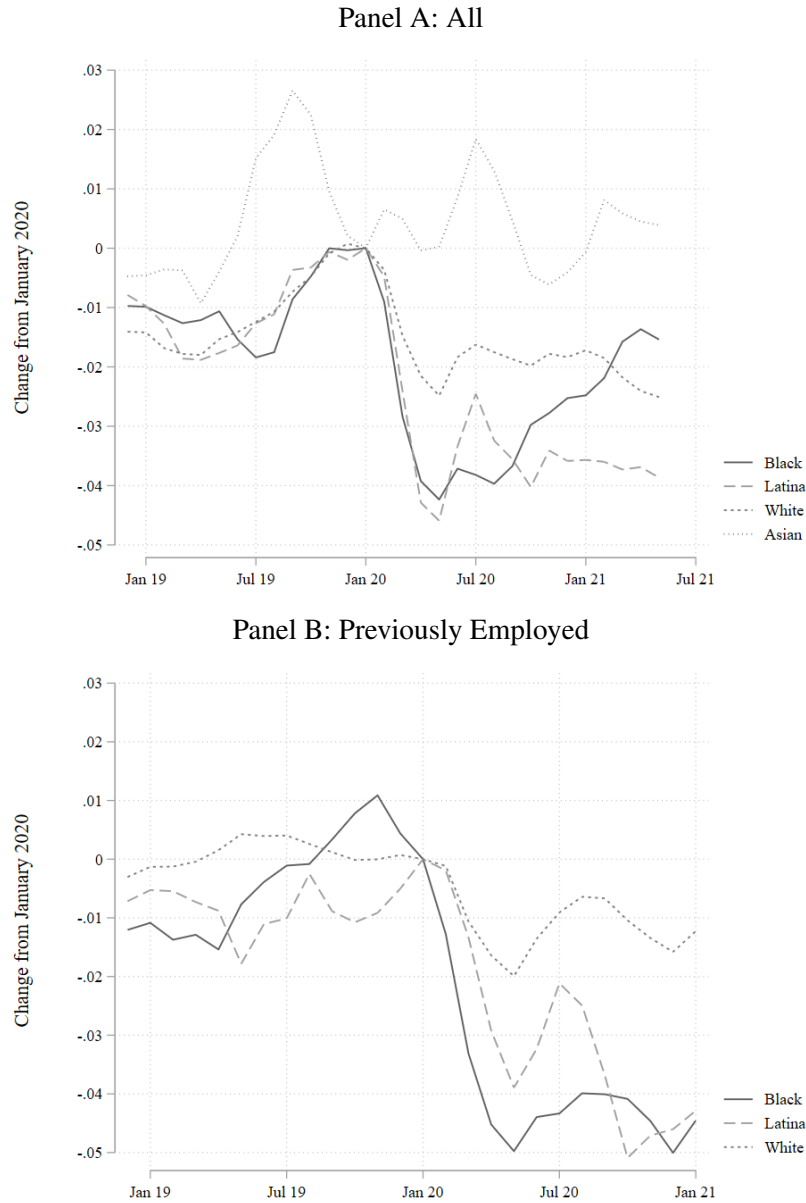 Panel A: All
.03
.02
.01
0
-.01
-.02
-.03
-.04
-.05
Change from January 2020
Jan 19 Jul 19 Jan 20 Jul 20 Jan 21 Jul 21
Black
Latina
White
Asian
Panel B: Previously Employed
.03
.02
.01
0
-.01
-.02
-.03
-.04
-.05
Change from January 2020
Jan 19 Jul 19 Jan 20 Jul 20 Jan 21
Black
Latina
White